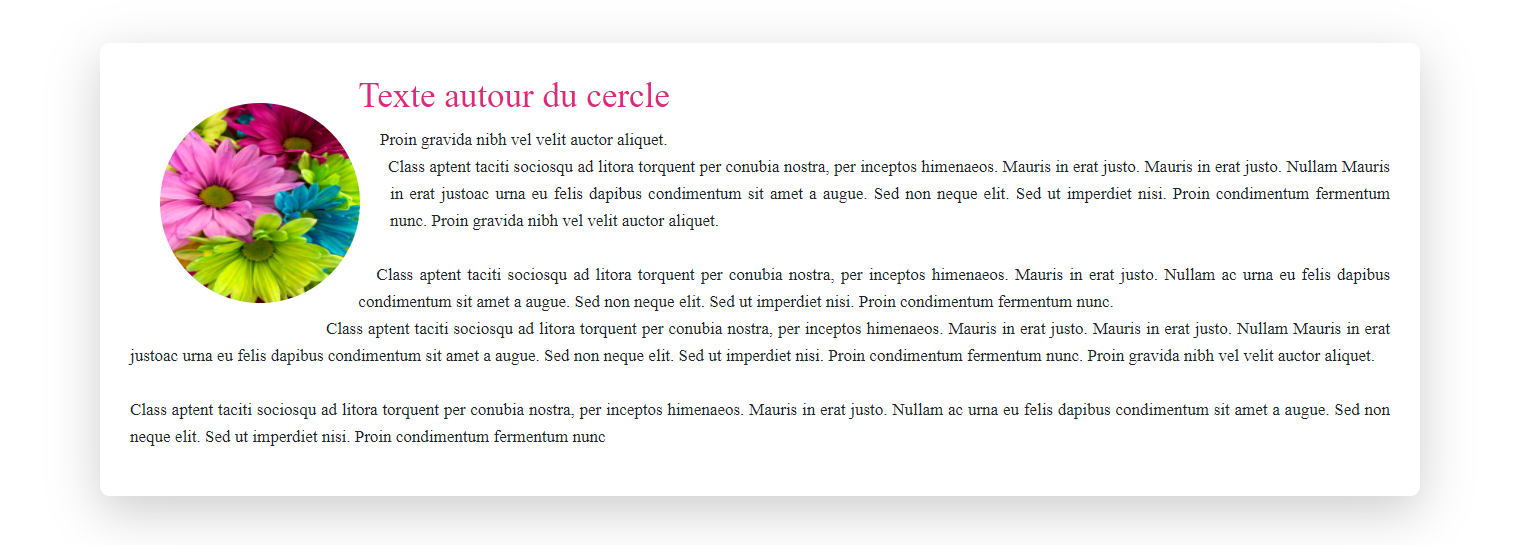 Texte autour du cercle
Proin gravida nibh vel velit auctor aliquet.
Class aptent taciti sociosqu ad litora torquent per conubia nostra, per inceptos himenaeos. Mauris in erat justo. Mauris in erat justo. Nullam Mauris
in erat justoac urna eu felis dapibus condimentum sit amet a augue. Sed non neque elit. Sed ut imperdiet nisi. Proin condimentum fermentum
nunc. Proin gravida nibh vel velit auctor aliquet.
Class aptent taciti sociosqu ad litora torquent per conubia nostra, per inceptos himenaeos. Mauris in erat justo. Nullam ac urna eu felis dapibus
condimentum sit amet a augue. Sed non neque elit. Sed ut imperdiet nisi. Proin condimentum fermentum nunc.
Class aptent taciti sociosqu ad litora torquent per conubia nostra, per inceptos himenaeos. Mauris in erat justo. Mauris in erat justo. Nullam Mauris in erat
justoac urna eu felis dapibus condimentum sit amet a augue. Sed non neque elit. Sed ut imperdiet nisi. Proin condimentum fermentum nunc. Proin gravida nibh vel velit auctor aliquet.
Class aptent taciti sociosqu ad litora torquent per conubia nostra, per inceptos himenaeos. Mauris in erat justo. Nullam ac urna eu felis dapibus condimentum sit amet a augue. Sed non
neque elit. Sed ut imperdiet nisi. Proin condimentum fermentum nunc